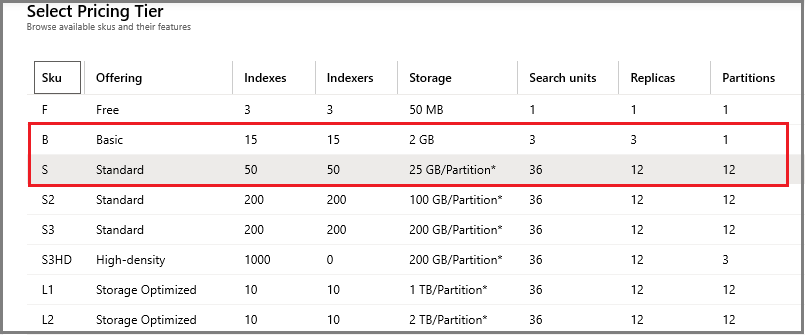 Select Pricing Tier
Browse available skus and their features
Sku Offering Indexes Indexers Storage Search units Replicas Partitions
F Free 3 3 50 MB 1 1 1
B Basic 15 15 2 GB 3 3 1
S Standard 50 50 25 GB/Partition* 36 12 12
S2 Standard 200 200 100 GB/Partition* 36 12 12
S3 Standard 200 200 200 GB/Partition* 36 12 12
S3HD High-density 1000 0 200 GB/Partition* 36 12 3
L1 Storage Optimized 10 10 1 TB/Partition* 36 12 12
L2 Storage Optimized 10 10 2 TB/Partition* 36 12 12